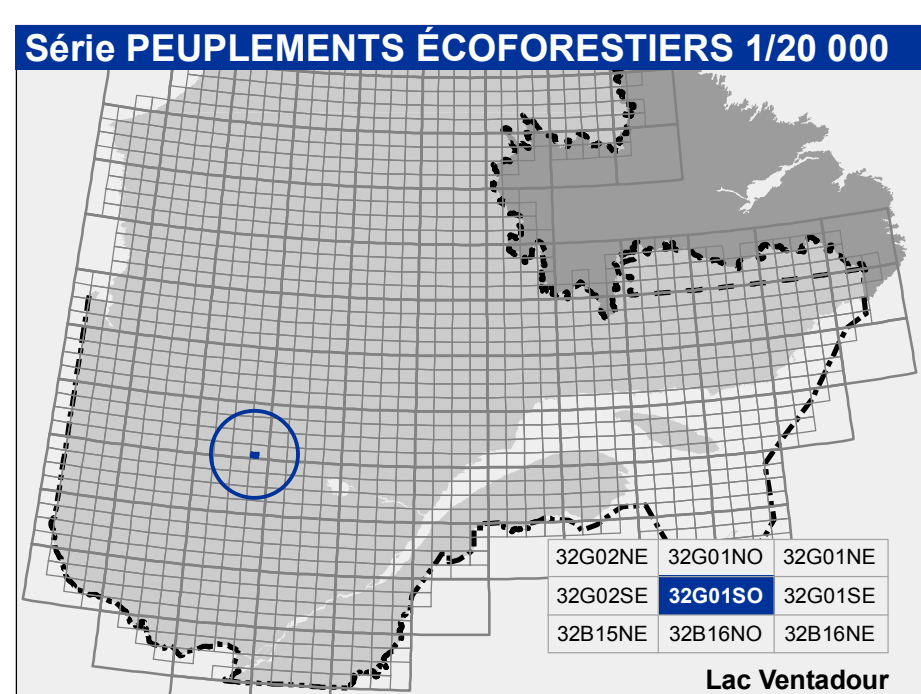 Série PEUPLEMENTS ÉCOFORESTIERS 1/20 000
32G02NE 32G01NO 32G01NE
32G02SE 32G01SO 32G01SE
32B15NE 32B16NO 32B16NE
Lac Ventadour